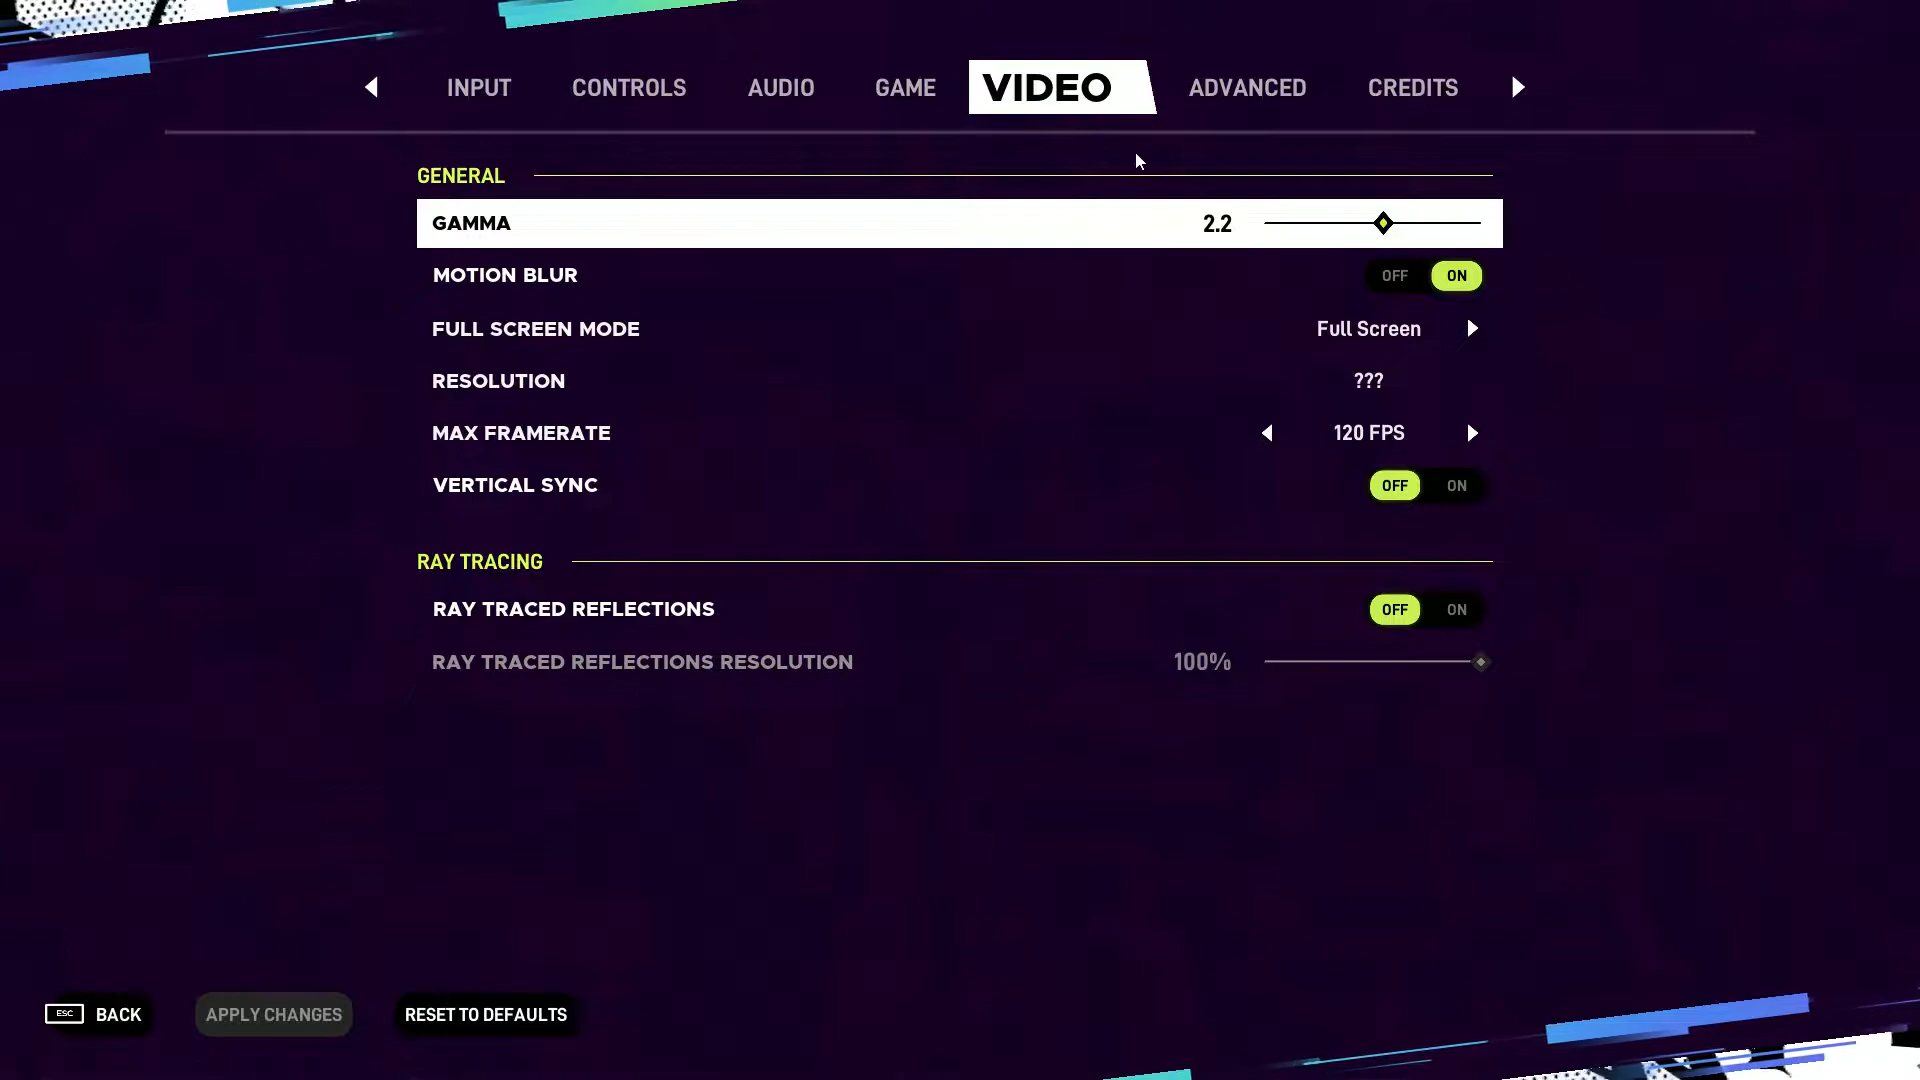 INPUT CONTROLS AUDIO GAME VIDEO ADVANCED CREDITS
GENERAL
GAMMA 2.2
MOTION BLUR OFF ON
FULL SCREEN MODE Full Screen
RESOLUTION ???
MAX FRAMERATE 120 FPS
VERTICAL SYNC OFF ON
RAY TRACING
RAY TRACED REFLECTIONS OFF ON
RAY TRACED REFLECTIONS RESOLUTION 100%
ESC BACK APPLY CHANGES RESET TO DEFAULTS